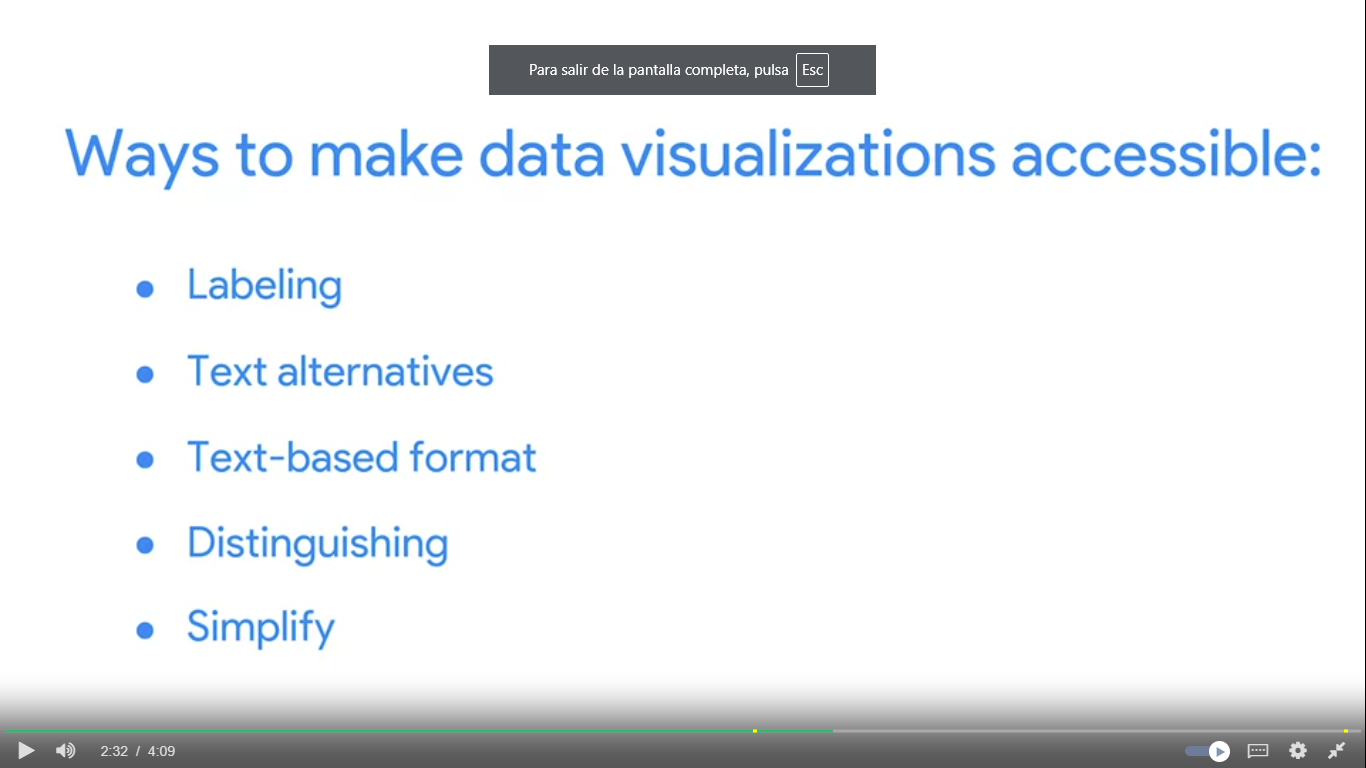 Para salir de la pantalla completa, pulsa Esc
Ways to make data visualizations accessible:
● Labeling
● Text alternatives
● Text-based format
● Distinguishing
● Simplify
2:32 / 4:09